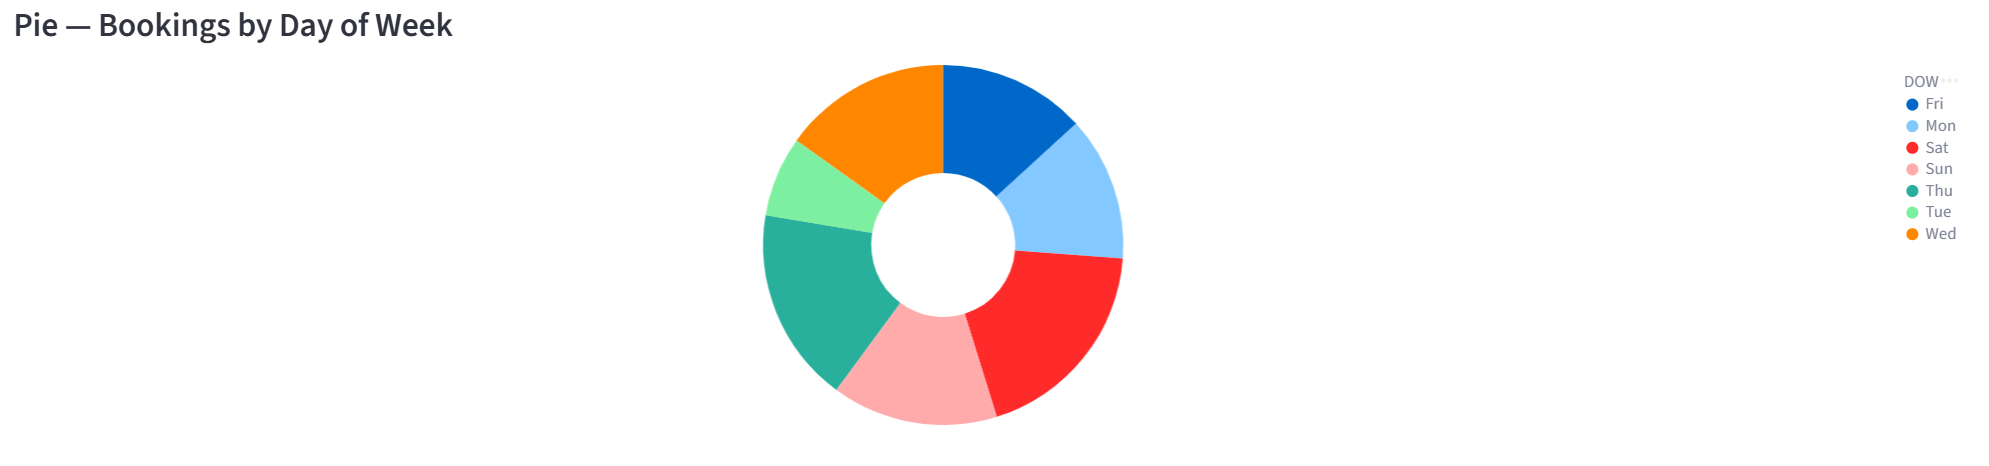 Pie — Bookings by Day of Week
DOW
Fri
Mon
Sat
Sun
Thu
Tue
Wed